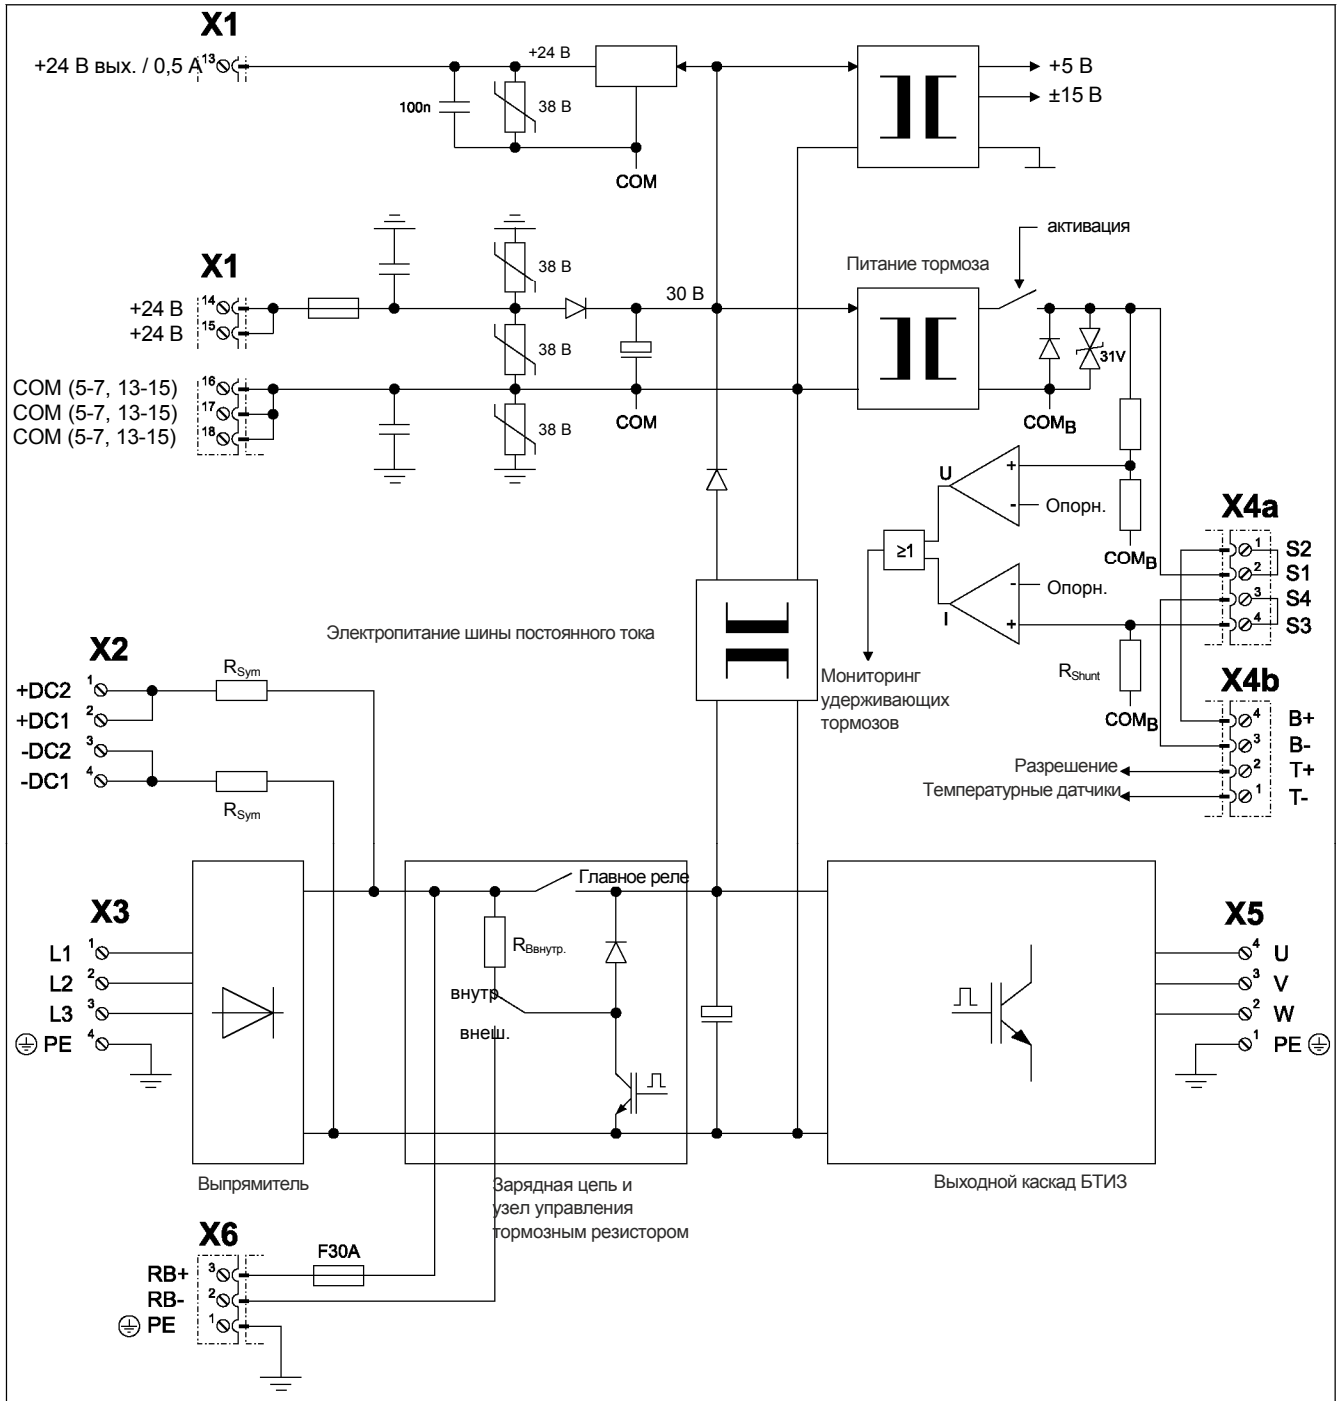 X1
+24 В вых. / 0,5 А 13
+24 В
100n
38 В
COM
+5 В
±15 В
активация
Питание тормоза
X1
+24 В 14
+24 В 15
38 В
38 В
38 В
30 В
COM
COM (5-7, 13-15) 16
COM (5-7, 13-15) 17
COM (5-7, 13-15) 18
31V
COMB
U
+
-
Опорн.
COMB
≥1
I
-
+
Опорн.
RShunt
COMB
Мониторинг
удерживающих
тормозов
X4a
1 S2
2 S1
3 S4
4 S3
X4b
4 B+
3 B-
2 T+
1 T-
Разрешение
Температурные датчики
Электропитание шины постоянного тока
X2
+DC2 1
+DC1 2
-DC2 3
-DC1 4
RSym
RSym
X3
L1 1
L2 2
L3 3
PE 4
Выпрямитель
Главное реле
RВвнутр.
внутр.
внеш.
Зарядная цепь и
узел управления
тормозным резистором
Выходной каскад БТИЗ
X5
4 U
3 V
2 W
1 PE
X6
F30A
RB+ 3
RB- 2
PE 1